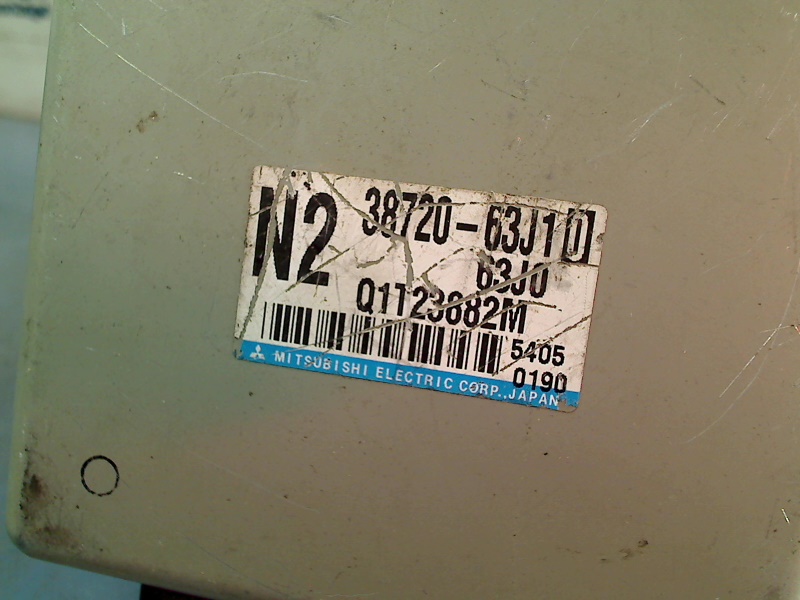 N2
38720-63J10
63J0
Q1T23882M
5405
0190
MITSUBISHI ELECTRIC CORP., JAPAN